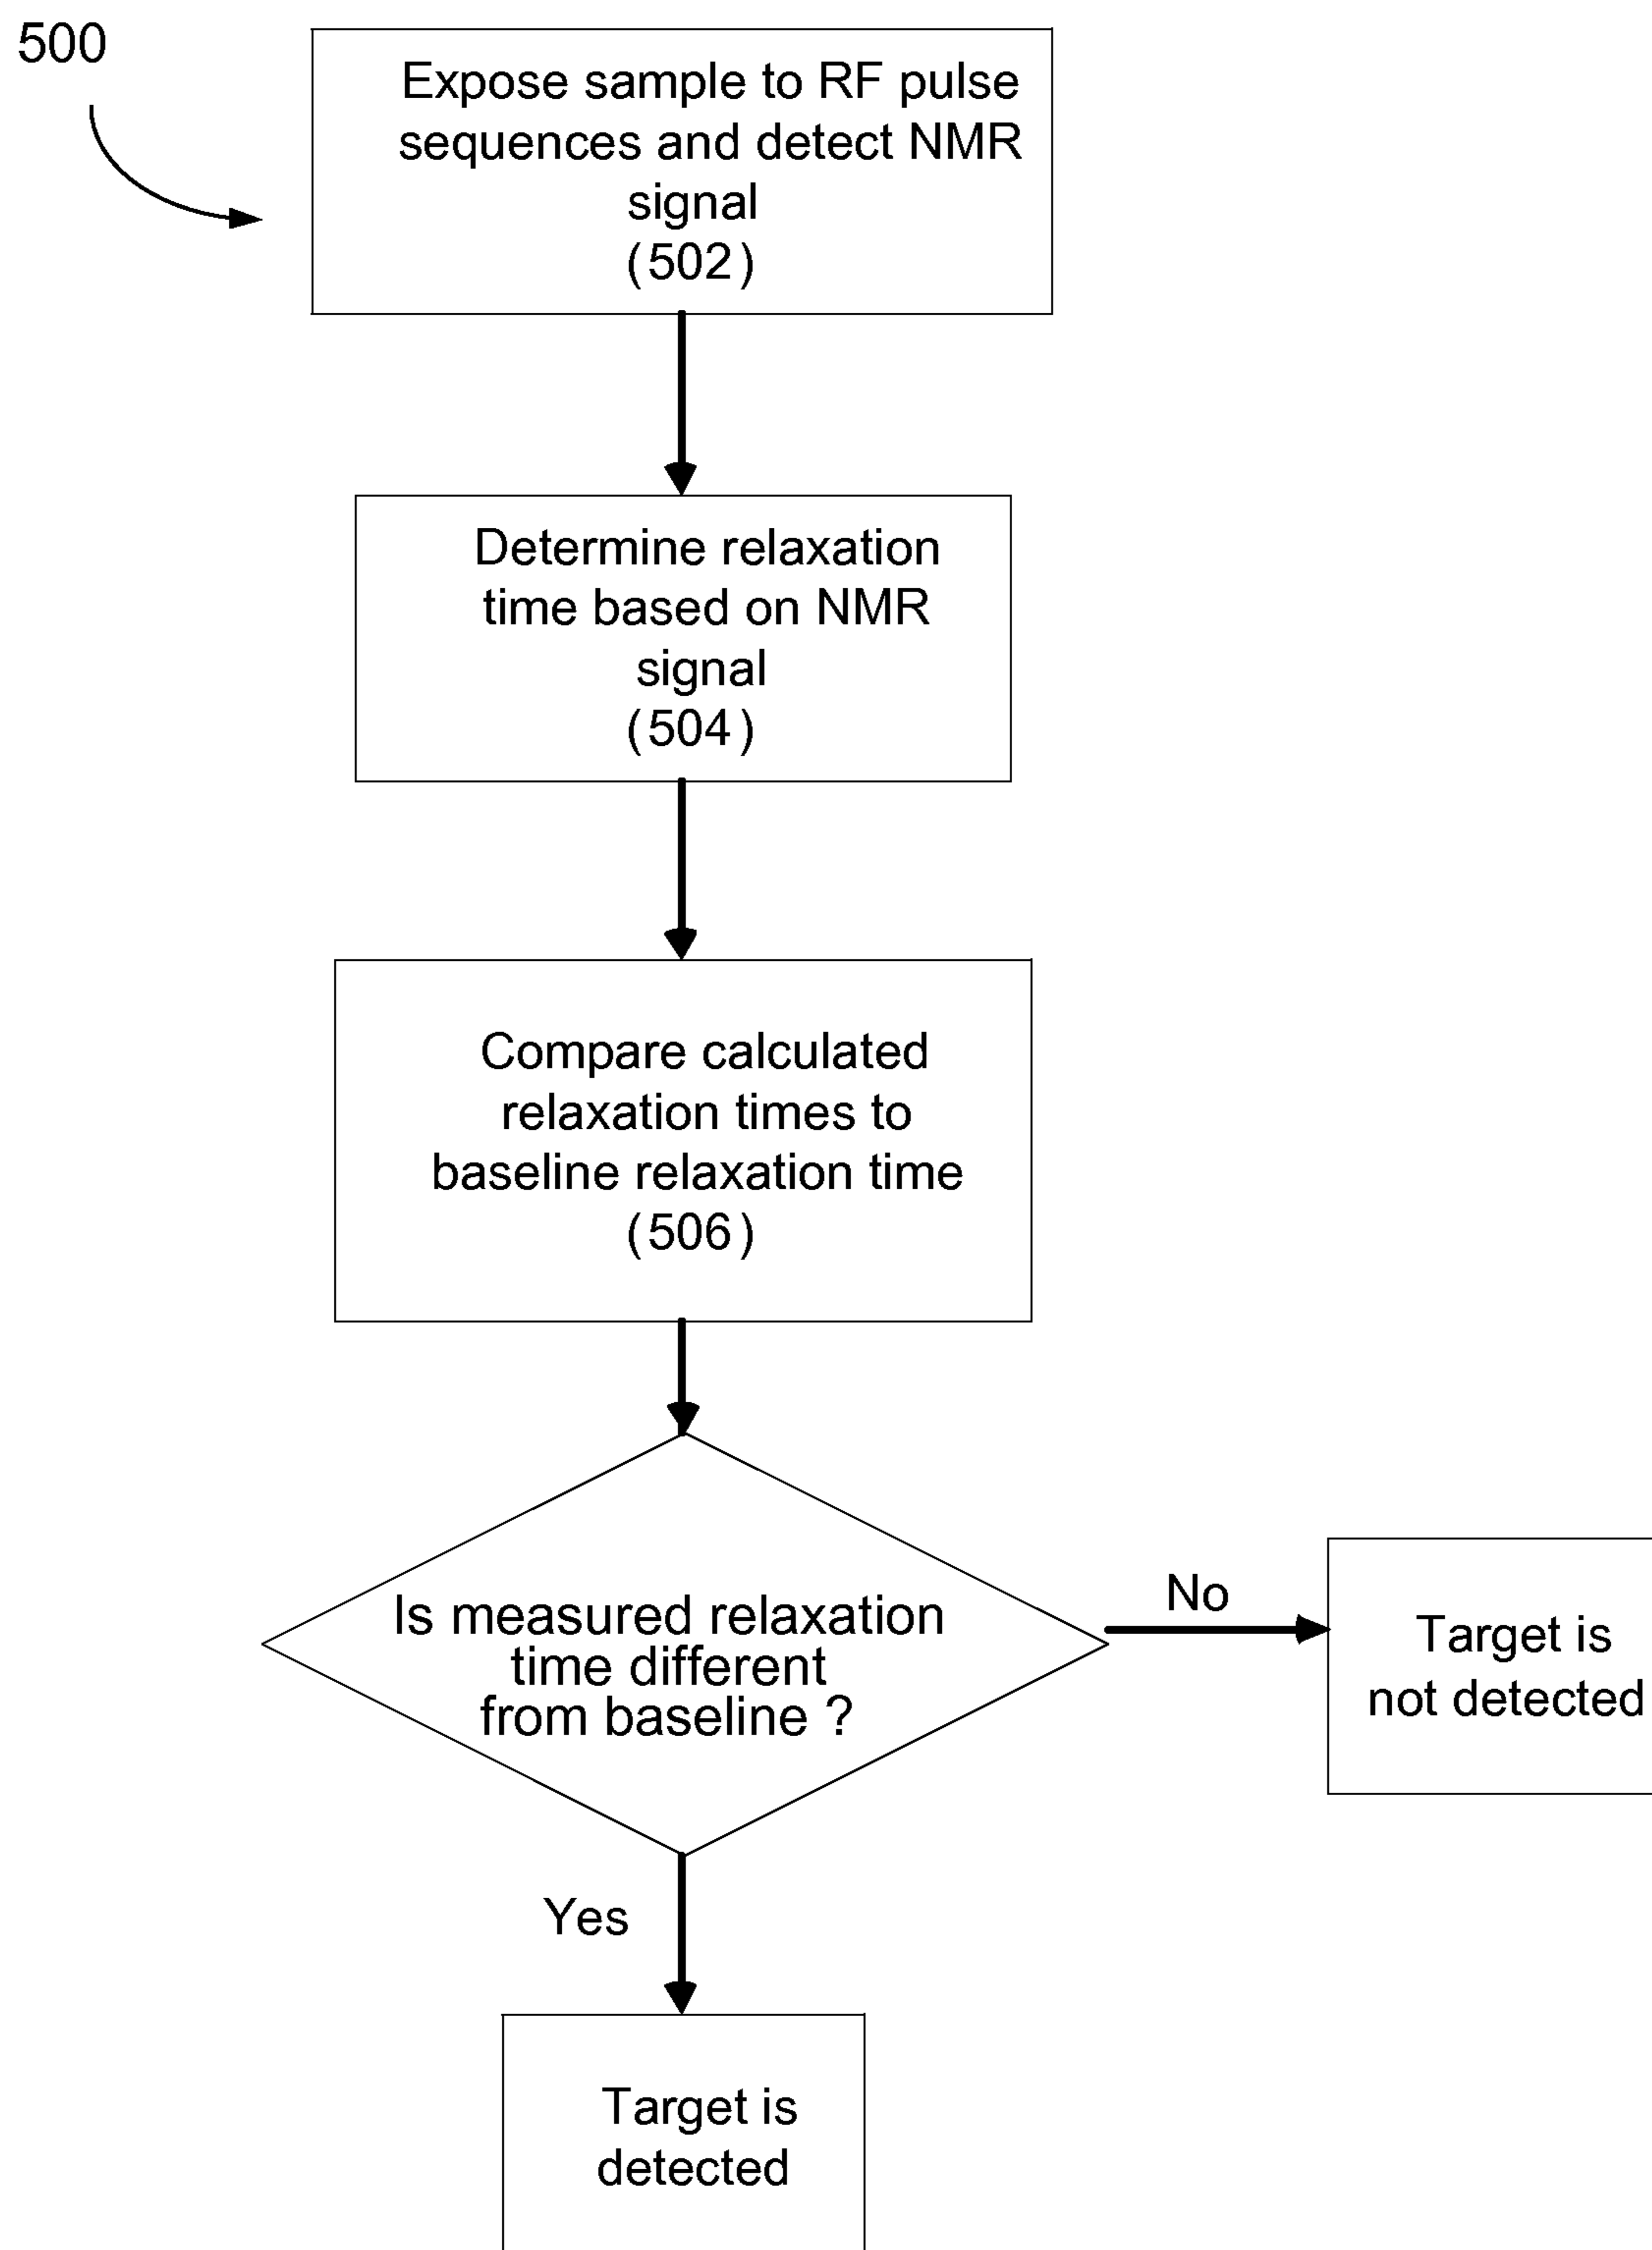 500
Expose sample to RF pulse
sequences and detect NMR
signal
(502)
Determine relaxation
time based on NMR
signal
(504)
Compare calculated
relaxation times to
baseline relaxation time
(506)
Is measured relaxation
time different
from baseline ?
No
Target is
not detected
Yes
Target is
detected